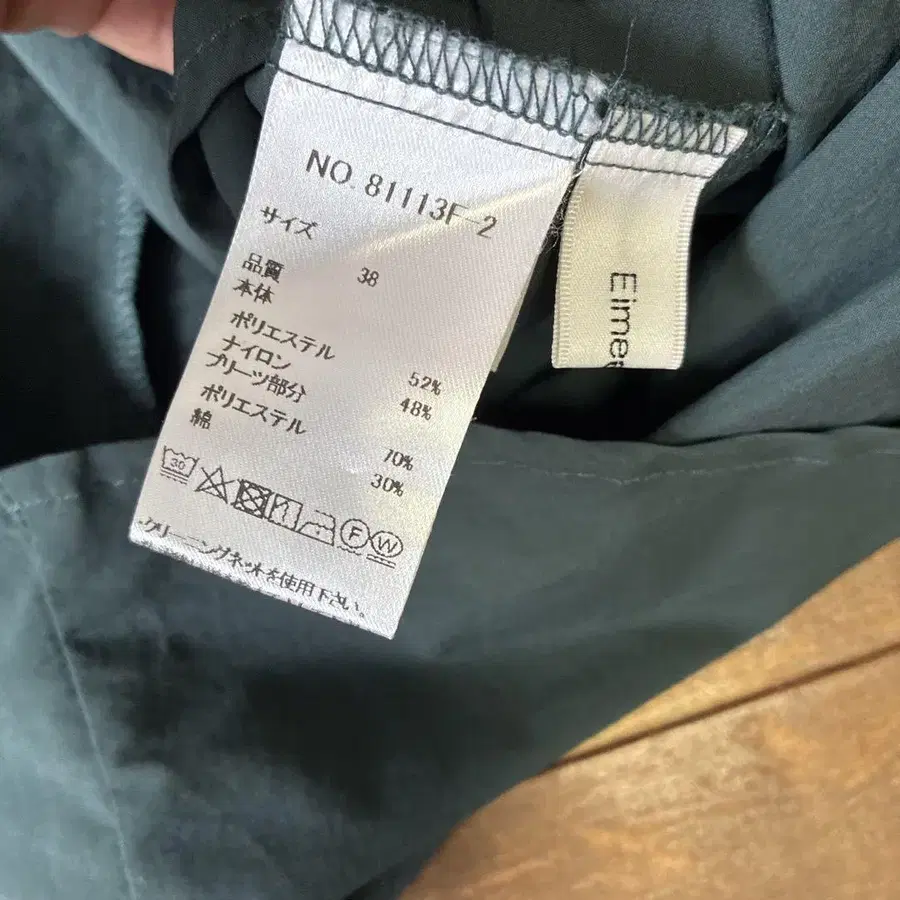 NO. 81113F-2
サイズ
38
品質
本体
ポリエステル 52%
ナイロン 48%
プリーツ部分
ポリエステル 70%
綿 30%
30
F W
クリーニングネットを使用下さい。
Eime